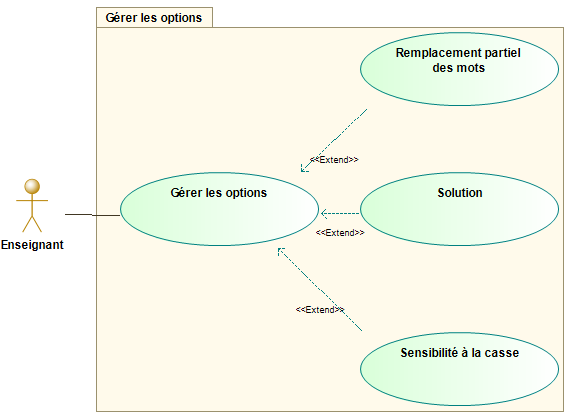 Gérer les options
Remplacement partiel
des mots
<<Extend>>
Gérer les options
Solution
<<Extend>>
Enseignant
<<Extend>>
Sensibilité à la casse